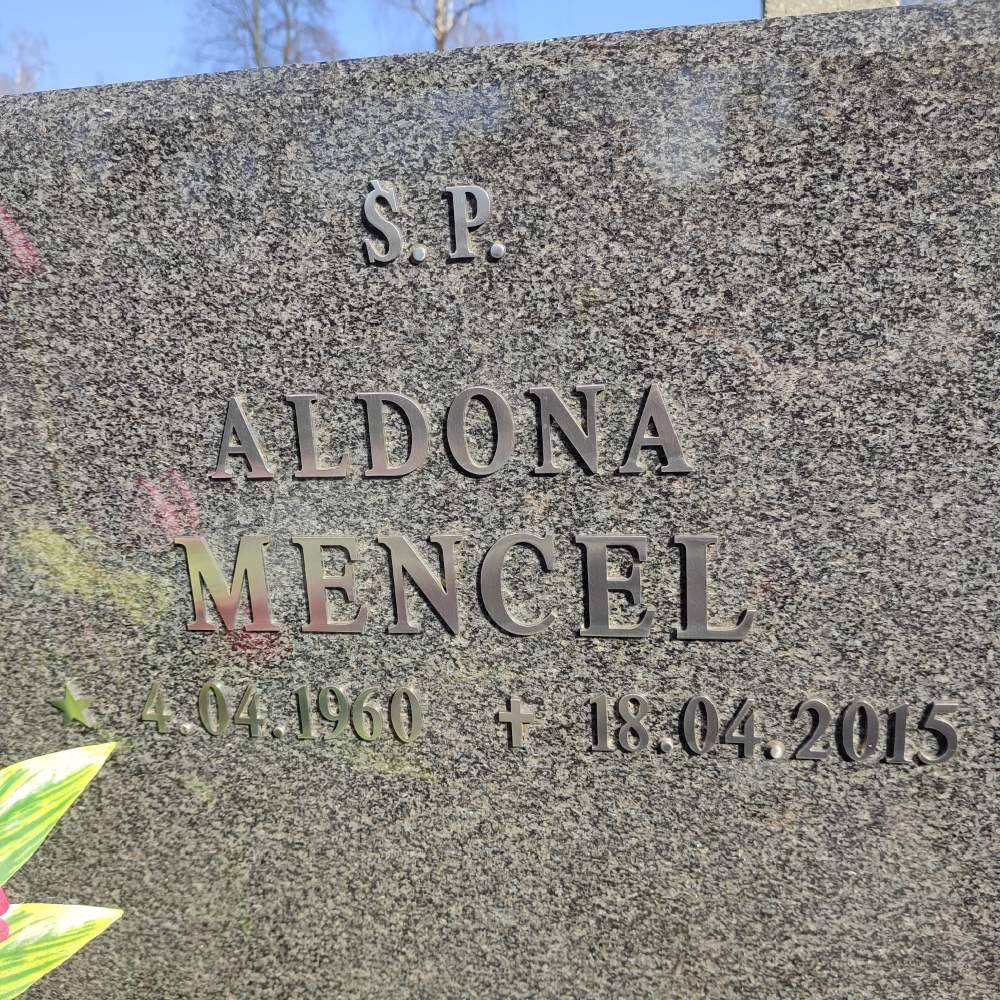 Ś. P.
ALDONA
MENCEL
★ 4.04.1960 ✝ 18.04.2015